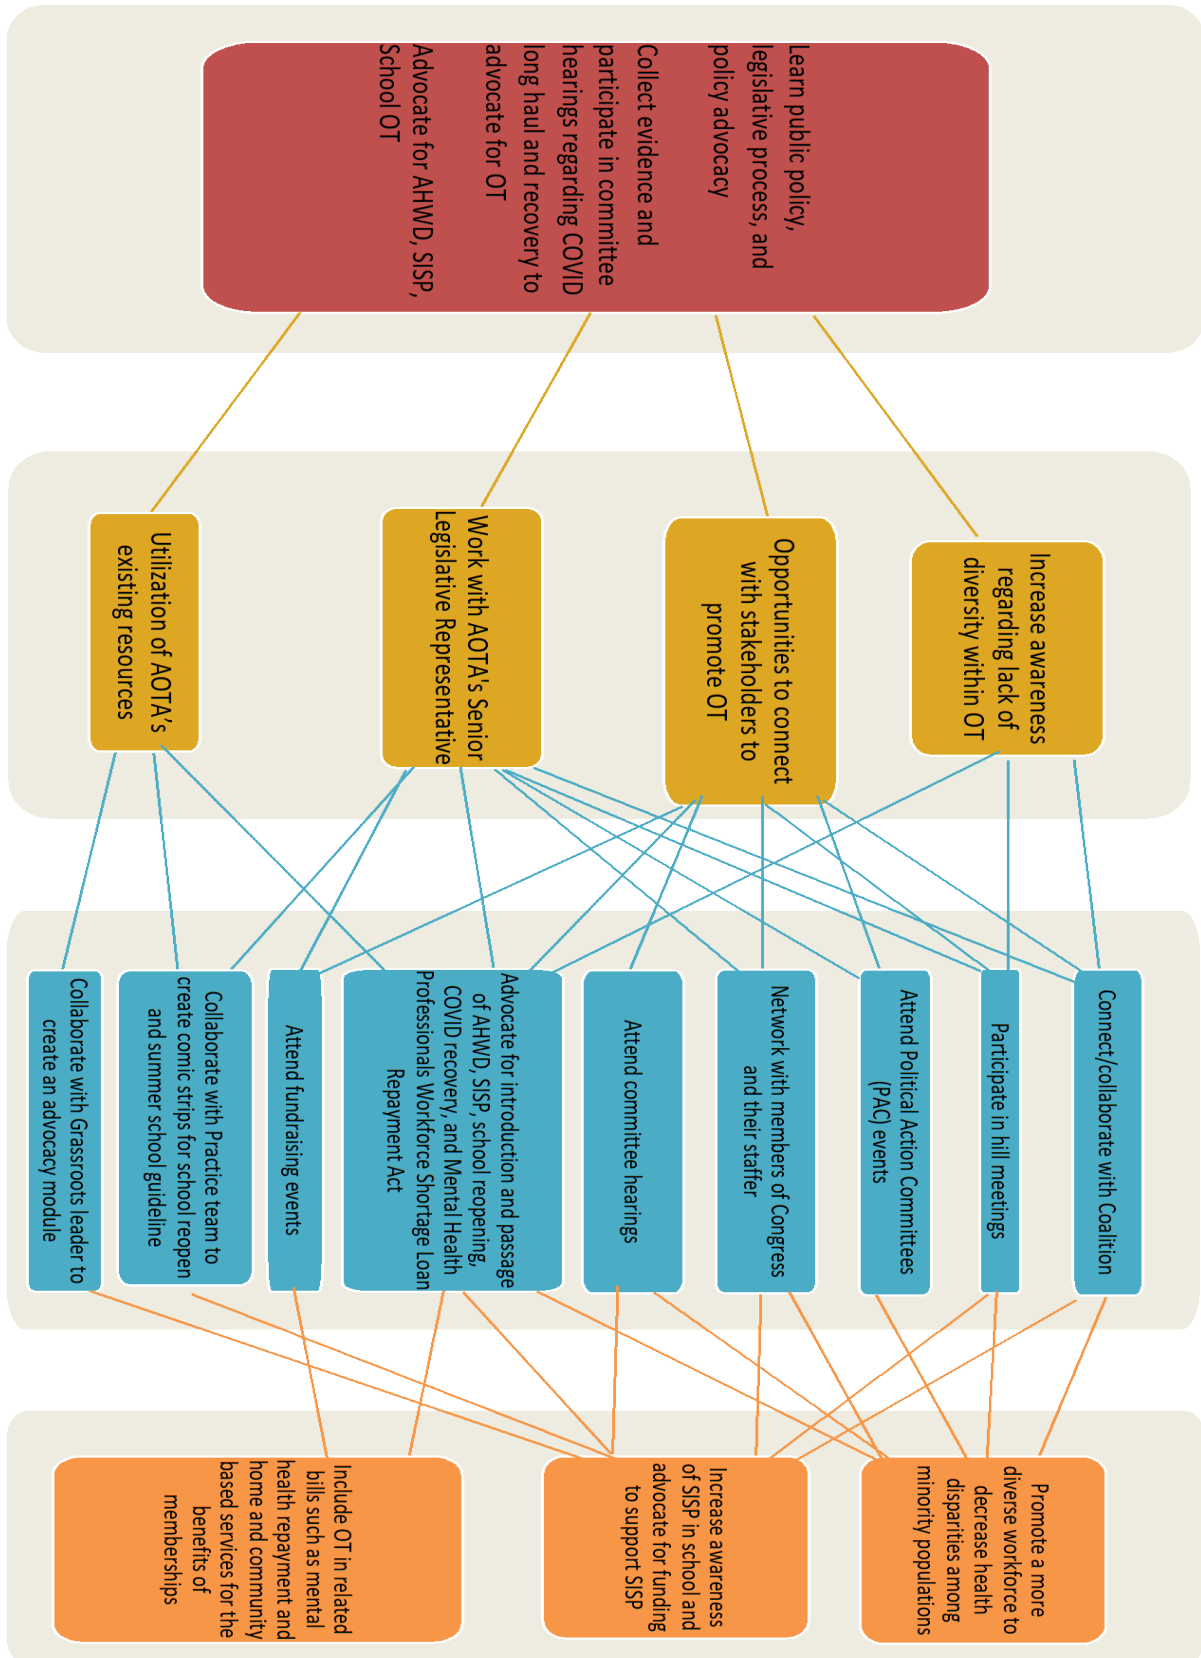 Learn public policy,
legislative process, and
policy advocacy
Collect evidence and
participate in committee
hearings regarding COVID
long haul and recovery to
advocate for OT
Advocate for AHWD, SISP,
School OT
Increase awareness
regarding lack of
diversity within OT
Opportunities to connect
with stakeholders to
promote OT
Work with AOTA's Senior
Legislative Representative
Utilization of AOTA's
existing resources
Connect/collaborate with Coalition
Participate in hill meetings
Attend Political Action Committees
(PAC) events
Network with members of Congress
and their staffer
Attend committee hearings
Advocate for introduction and passage
of AHWD, SISP, school reopening,
COVID recovery, and Mental Health
Professionals Workforce Shortage Loan
Repayment Act
Attend fundraising events
Collaborate with Practice team to
create comic strips for school reopen
and summer school guideline
Collaborate with Grassroots leader to
create an advocacy module
Promote a more
diverse workforce to
decrease health
disparities among
minority populations
Increase awareness
of SISP in school and
advocate for funding
to support SISP
Include OT in related
bills such as mental
health repayment and
home and community
based services for the
benefits of
memberships